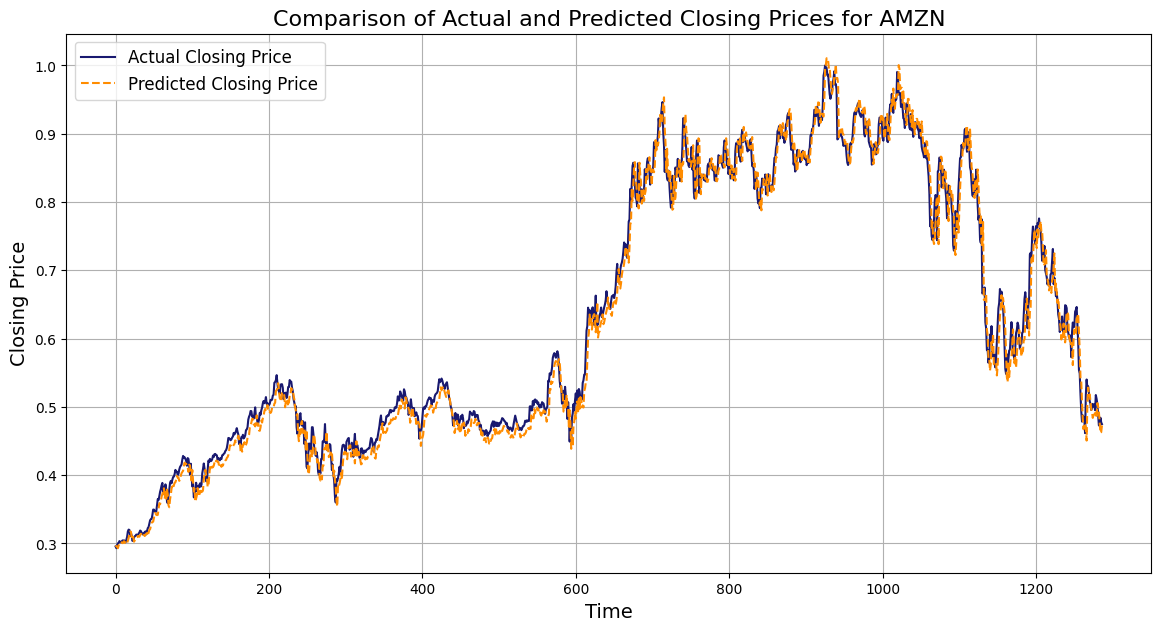 Comparison of Actual and Predicted Closing Prices for AMZN
Actual Closing Price
Predicted Closing Price
Closing Price
1.0
0.9
0.8
0.7
0.6
0.5
0.4
0.3
0 200 400 600 800 1000 1200
Time